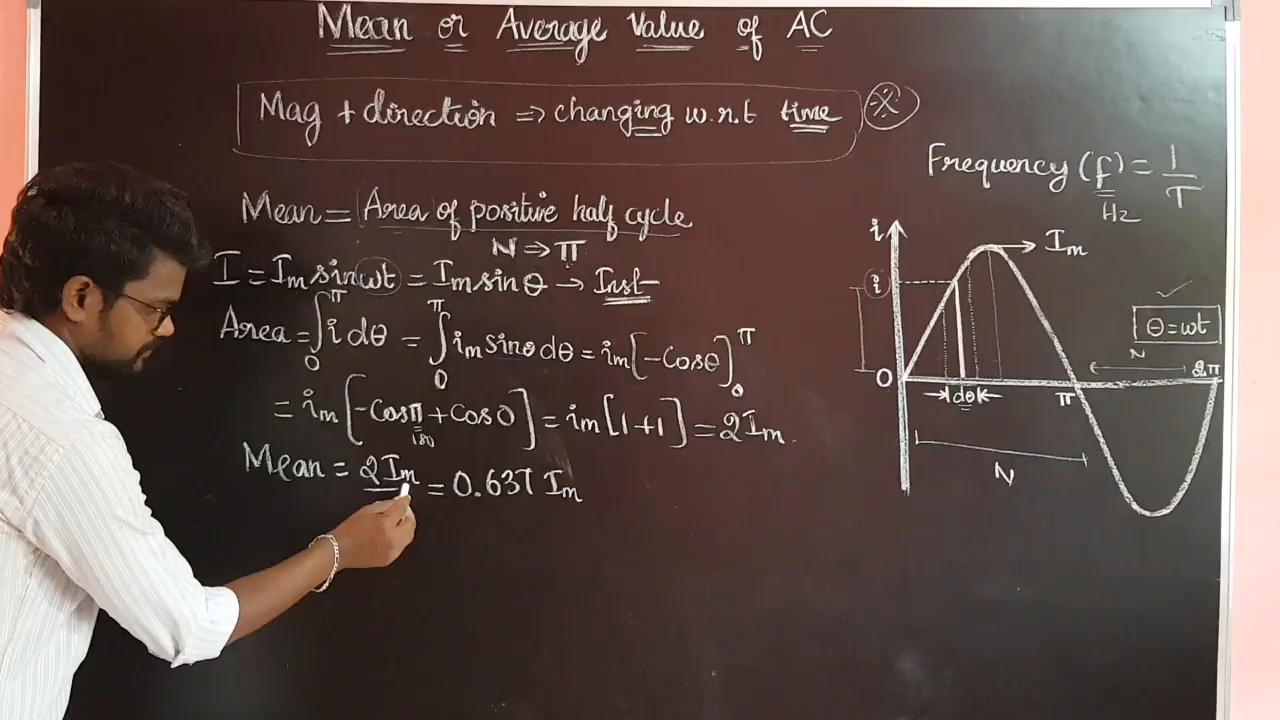 Mean or Average Value of AC
Mag + direction ⇒ changing w.r.t time ※
Frequency (f) = 1/T
Hz
Mean = Area of positive half cycle
N ⇒ π
I = Im sin ωt = Im sin θ → Inst
Area = ∫₀^π i dθ = ∫₀^π im sin θ dθ = im [-Cos θ]₀^π
= im [-Cos π + Cos 0] = im [1+1] = 2Im.
180
Mean = 2Im = 0.637 Im
i
Im
i
θ = ωt
N
0
2π
dθ
π
N